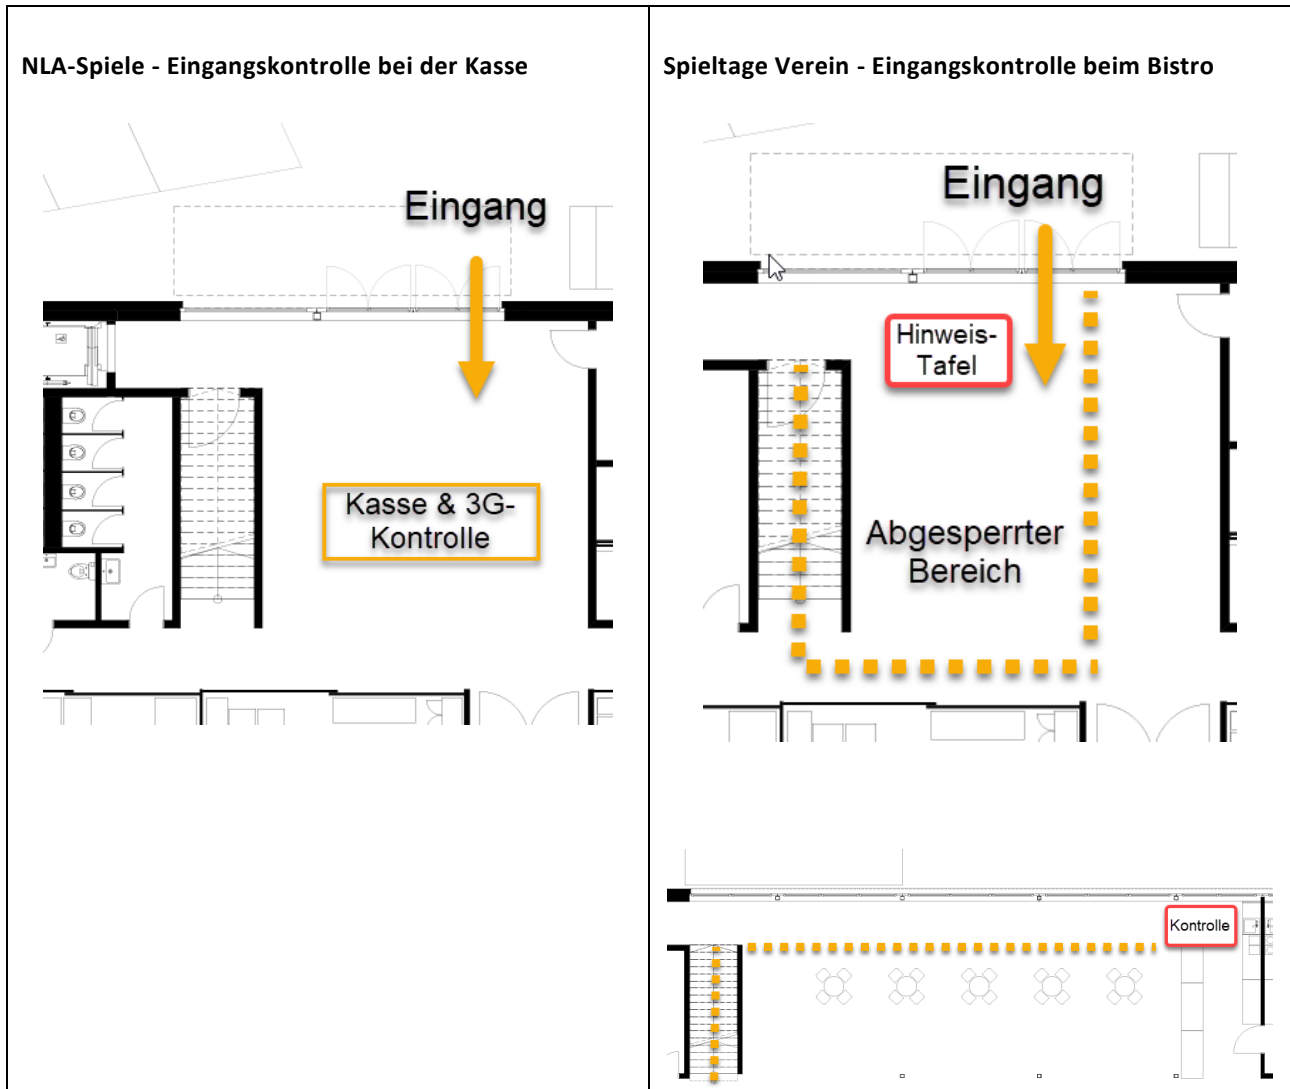 NLA-Spiele - Eingangskontrolle bei der Kasse
Eingang
Kasse & 3G-
Kontrolle
Spieltage Verein - Eingangskontrolle beim Bistro
Eingang
Hinweis-
Tafel
Abgesperrter
Bereich
Kontrolle